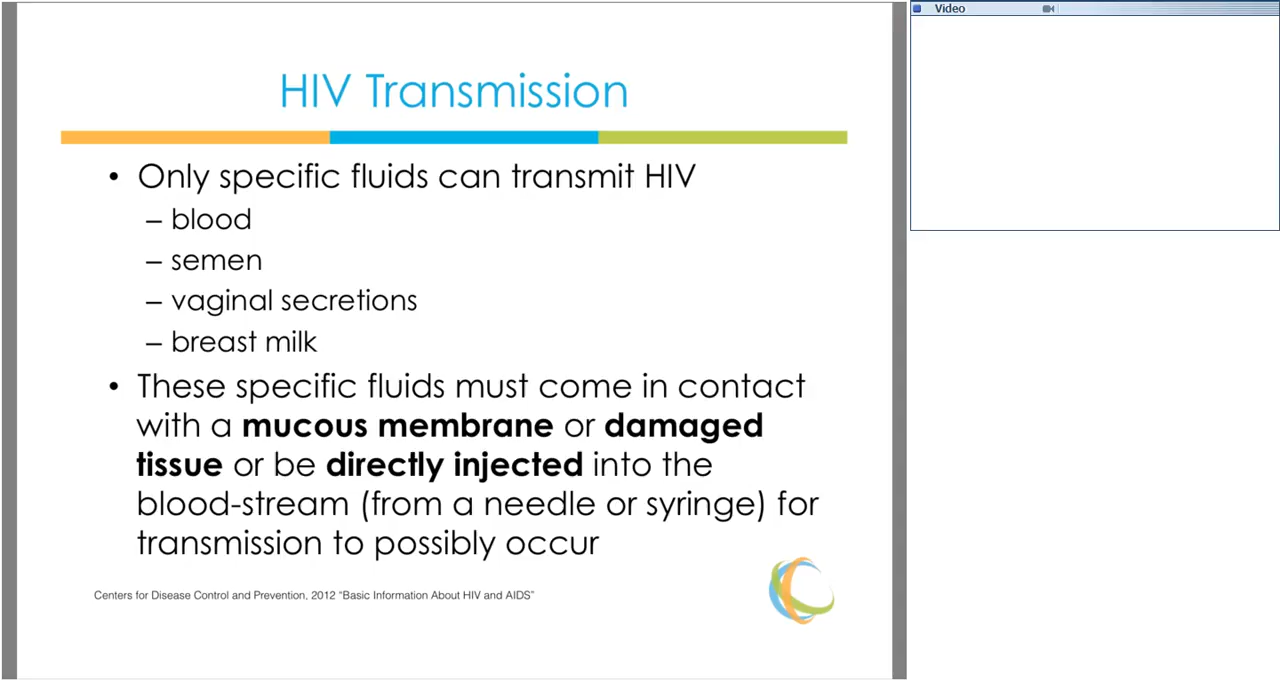 Video
HIV Transmission
• Only specific fluids can transmit HIV
– blood
– semen
– vaginal secretions
– breast milk
• These specific fluids must come in contact
with a mucous membrane or damaged
tissue or be directly injected into the
blood-stream (from a needle or syringe) for
transmission to possibly occur
Centers for Disease Control and Prevention, 2012 “Basic Information About HIV and AIDS”